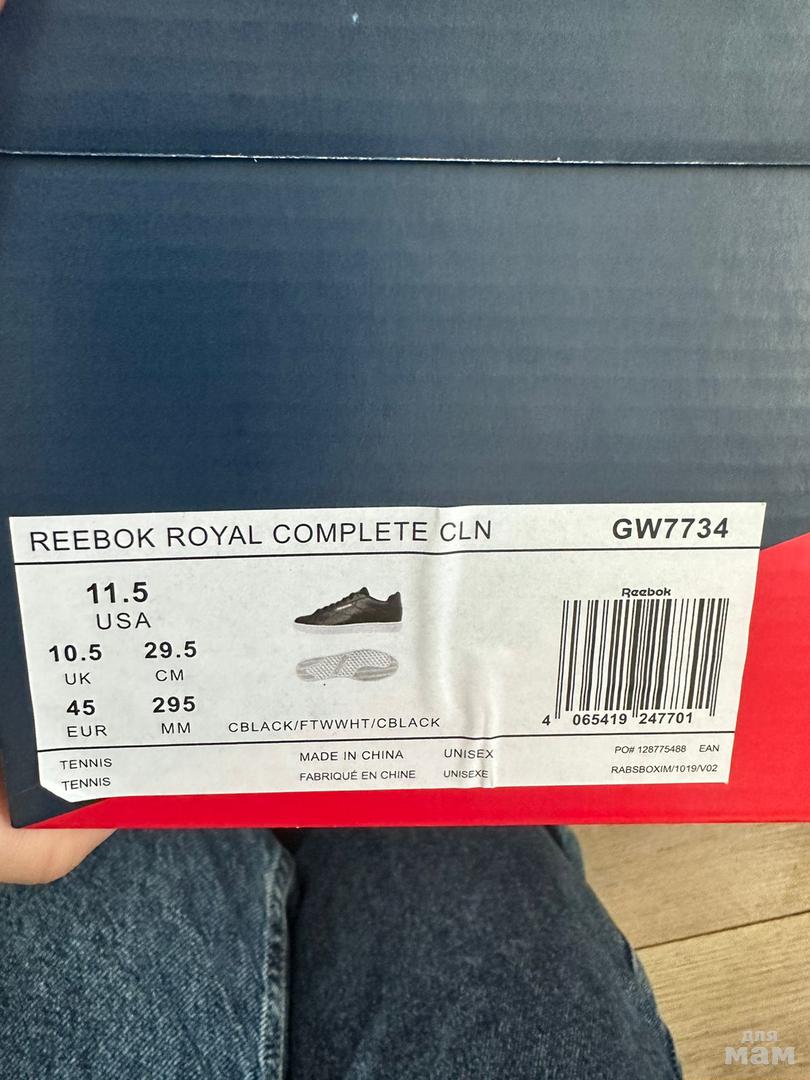 REEBOK ROYAL COMPLETE CLN GW7734
11.5
USA
10.5 29.5
UK CM
45 295
EUR MM
CBLACK/FTWWHT/CBLACK
Reebok
4 065419 247701
TENNIS MADE IN CHINA UNISEX PO# 128775488 EAN
TENNIS FABRIQUÉ EN CHINE UNISEXE RABSBOXIM/1019/V02
для
мам